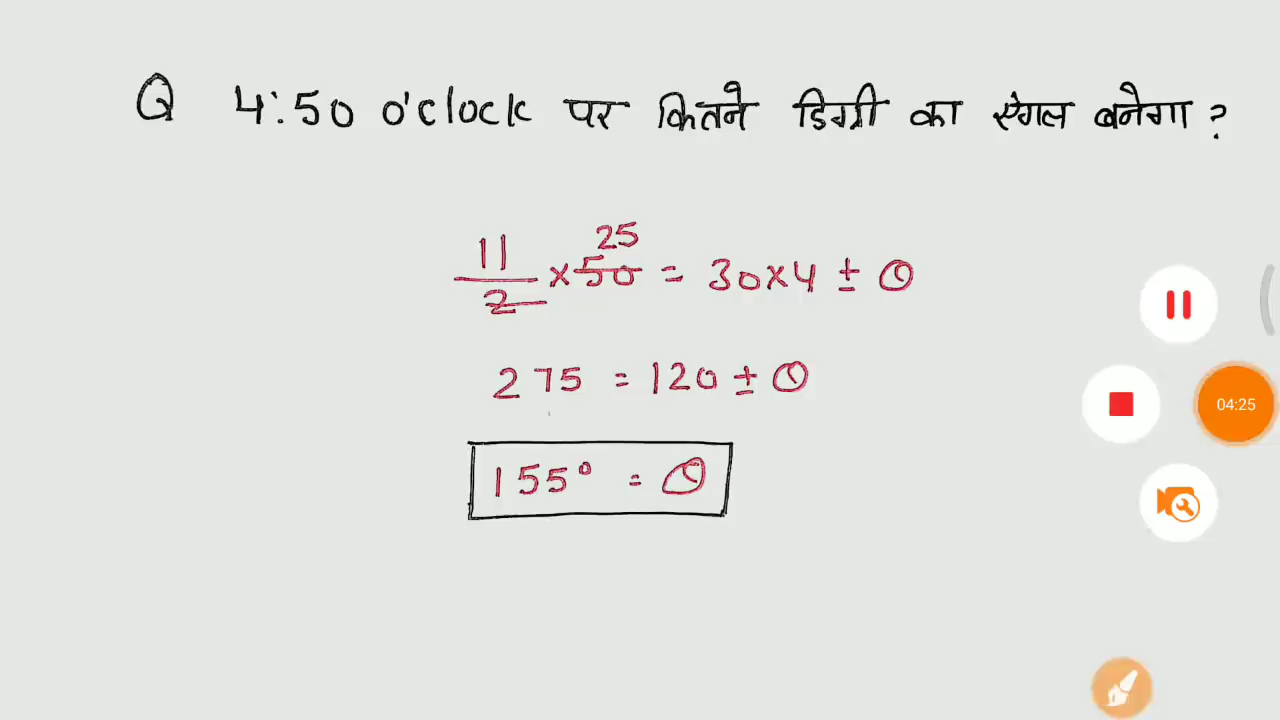 Q 4:50 o'clock पर कितने डिग्री का एंगल बनेगा ?
11/2 × 50 25 = 30×4 ± θ
275 = 120 ± θ
155° = θ
04:25